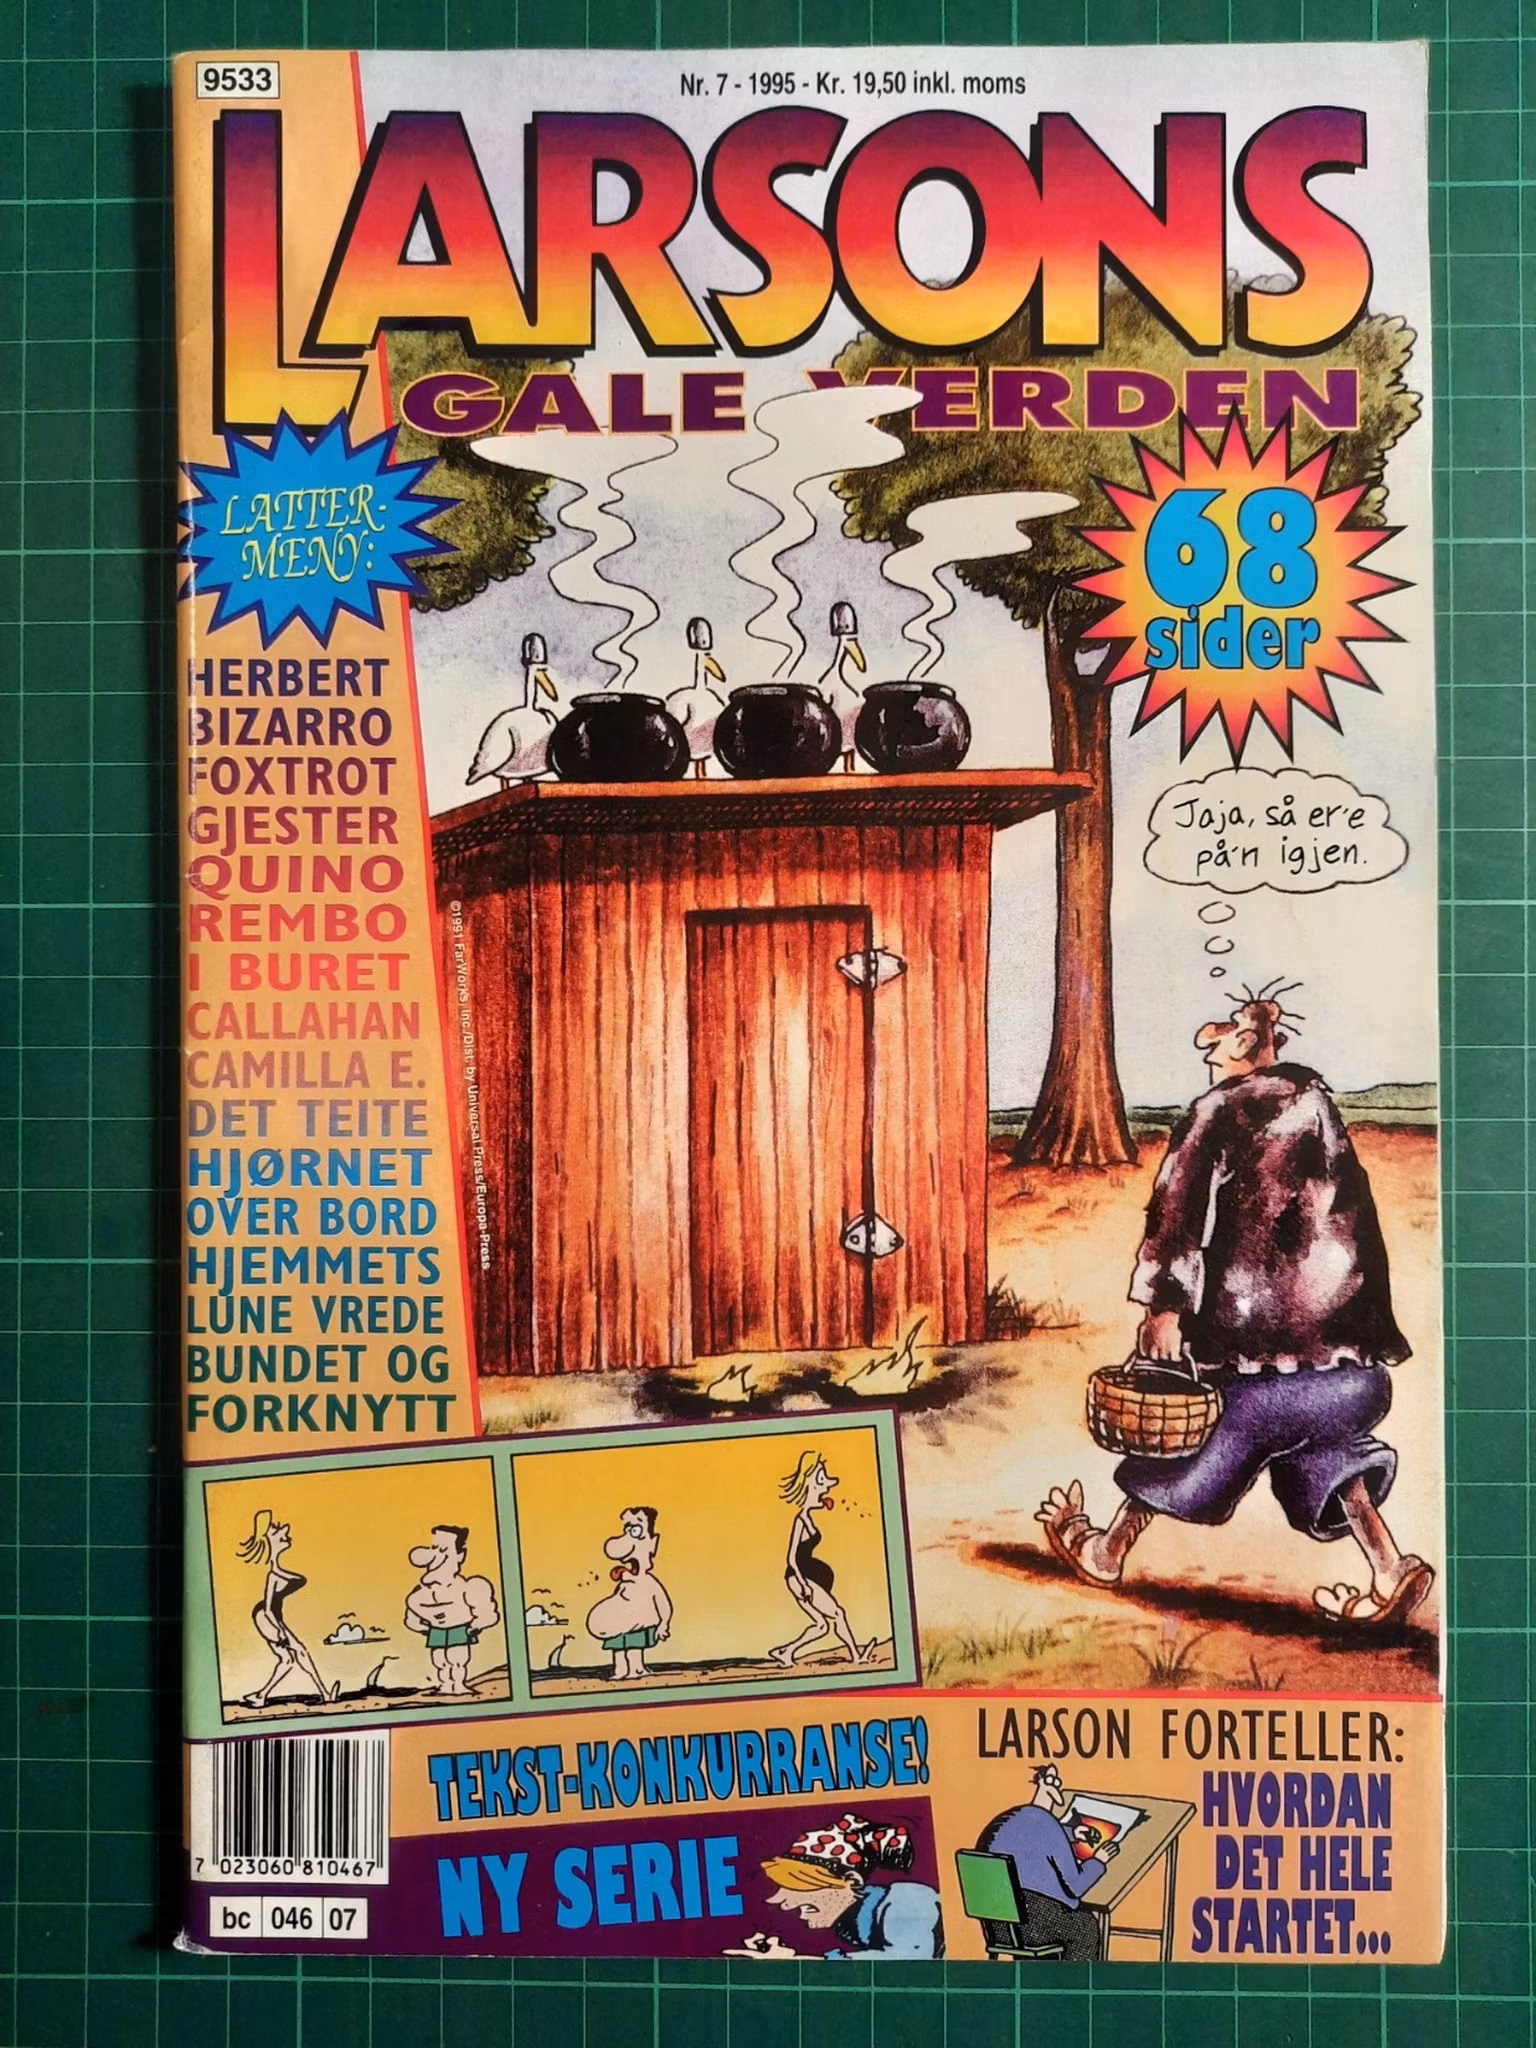 9533
Nr. 7 - 1995 - Kr. 19,50 inkl. moms
LARSONS
GALE VERDEN
LATTER-
MENY:
68
sider
HERBERT
BIZARRO
FOXTROT
GJESTER
QUINO
REMBO
I BURET
CALLAHAN
CAMILLA E.
DET TEITE
HJØRNET
OVER BORD
HJEMMETS
LUNE VREDE
BUNDET OG
FORKNYTT
Jaja, så er'e
på'n igjen.
©1991 FarWorks, Inc./Dist. by Universal Press/Europa-Press
TEKST-KONKURRANSE!
NY SERIE
LARSON FORTELLER:
HVORDAN
DET HELE
STARTET...
7 023060 810467
bc 046 07